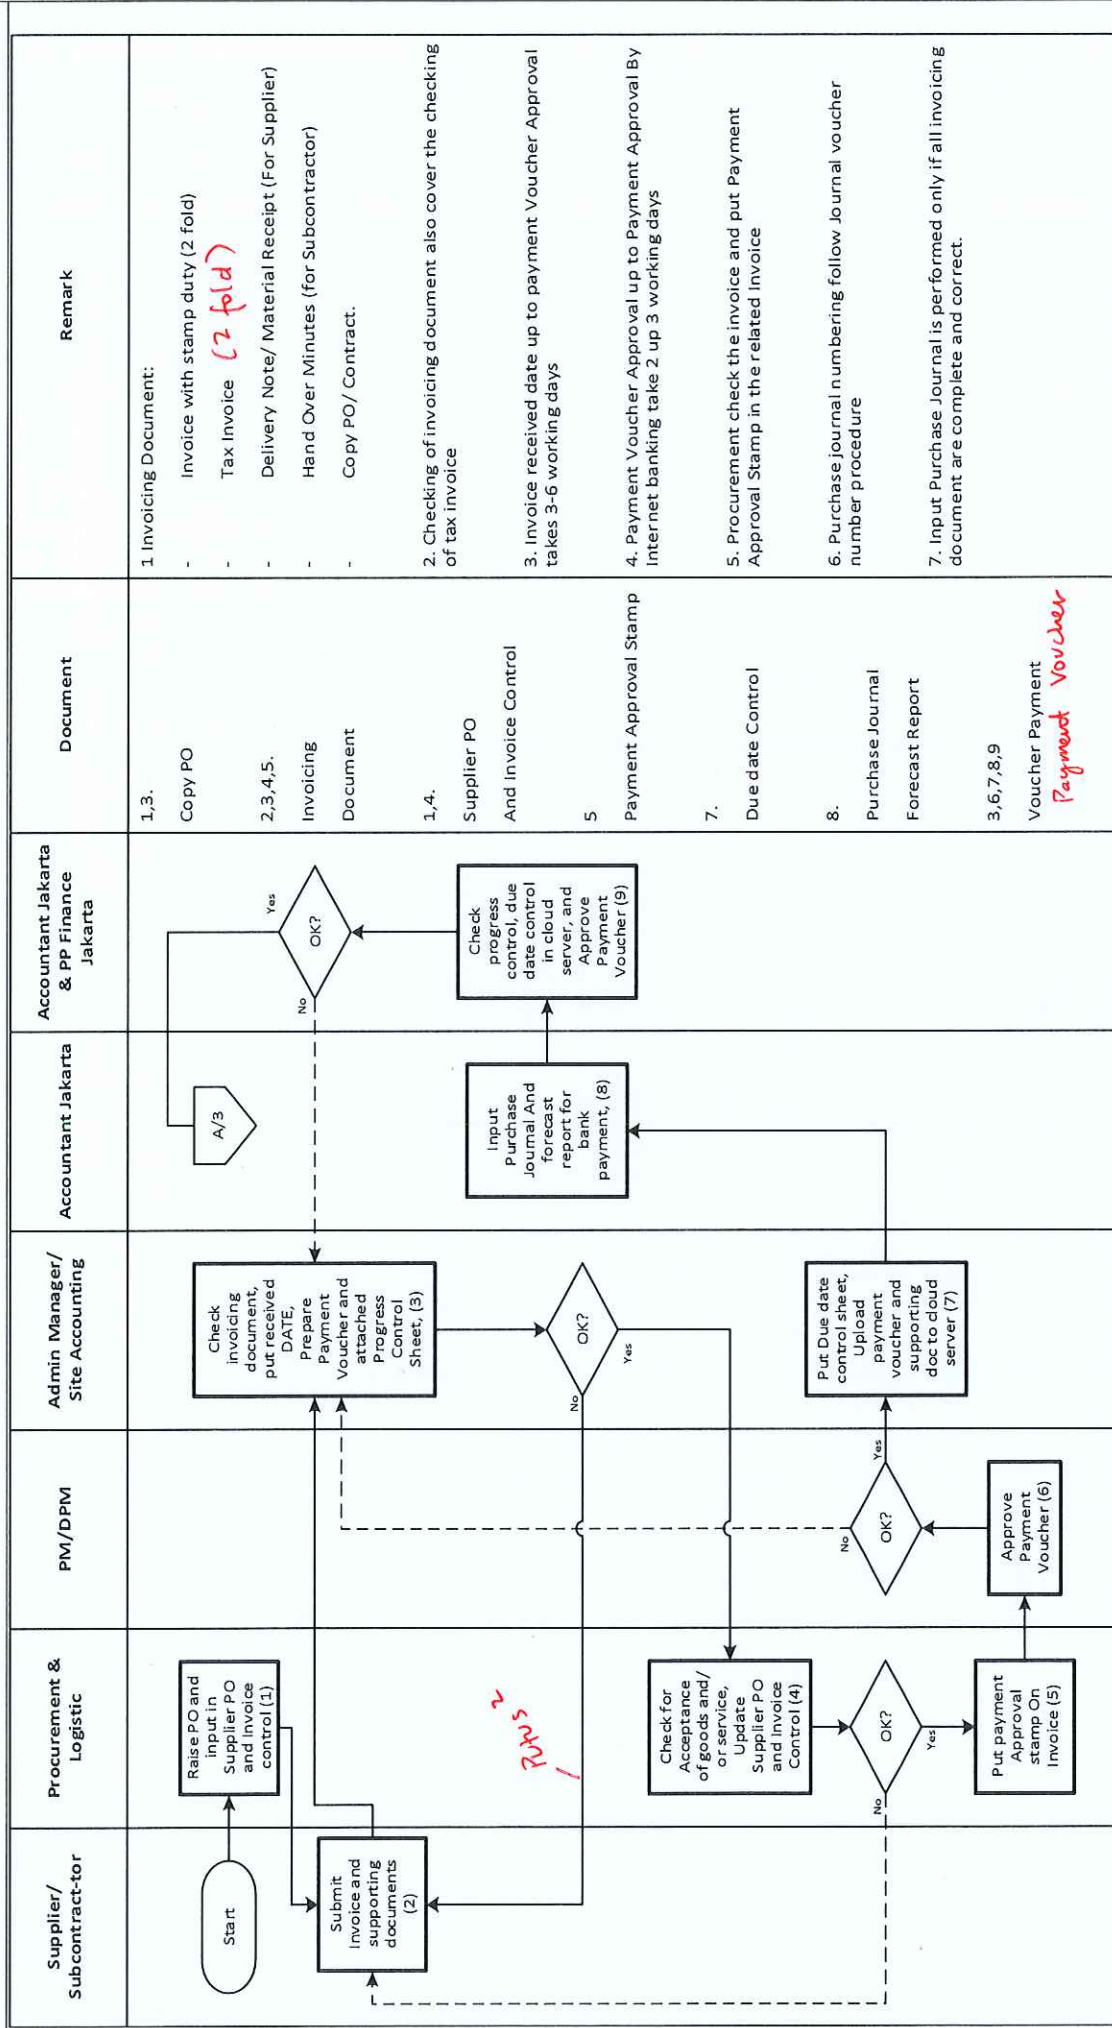 Supplier/
Subcontract-tor
Procurement &
Logistic
PM/DPM
Admin Manager/
Site Accounting
Accountant Jakarta
Accountant Jakarta
& PP Finance
Jakarta
Document
Remark
Start
Submit
Invoice and
supporting
documents
(2)
Raise PO and
input in
Supplier PO
and Invoice
control (1)
Putus 2
Check for
Acceptance
of goods and/
or service,
Update
Supplier PO
and Invoice
Control (4)
OK?
No
Yes
Put payment
Approval
stamp On
Invoice (5)
Approve
Payment
Voucher (6)
OK?
No
Yes
Check
invoicing
document,
put received
DATE,
Prepare
Payment
Voucher and
attached
Progress
Control
Sheet, (3)
OK?
No
Yes
Put Due date
control sheet,
Upload
payment
voucher and
supporting
doc to cloud
server (7)
A/3
Input
Purchase
Journal And
forecast
report for
bank
payment, (8)
OK?
No
Yes
Check
progress
control, due
date control
in cloud
server, and
Approve
Payment
Voucher (9)
1,3.
Copy PO
2,3,4,5.
Invoicing
Document
1,4.
Supplier PO
And Invoice Control
5
Payment Approval Stamp
7.
Due date Control
8.
Purchase Journal
Forecast Report
3,6,7,8,9
Voucher Payment
Payment Voucher
1 Invoicing Document:
- Invoice with stamp duty (2 fold)
- Tax Invoice (2 fold)
- Delivery Note/ Material Receipt (For Supplier)
- Hand Over Minutes (for Subcontractor)
- Copy PO/ Contract.
2. Checking of invoicing document also cover the checking
of tax invoice
3. Invoice received date up to payment Voucher Approval
takes 3-6 working days
4. Payment Voucher Approval up to Payment Approval By
Internet banking take 2 up 3 working days
5. Procurement check the invoice and put Payment
Approval Stamp in the related Invoice
6. Purchase journal numbering follow Journal voucher
number procedure
7. Input Purchase Journal is performed only if all invoicing
document are complete and correct.